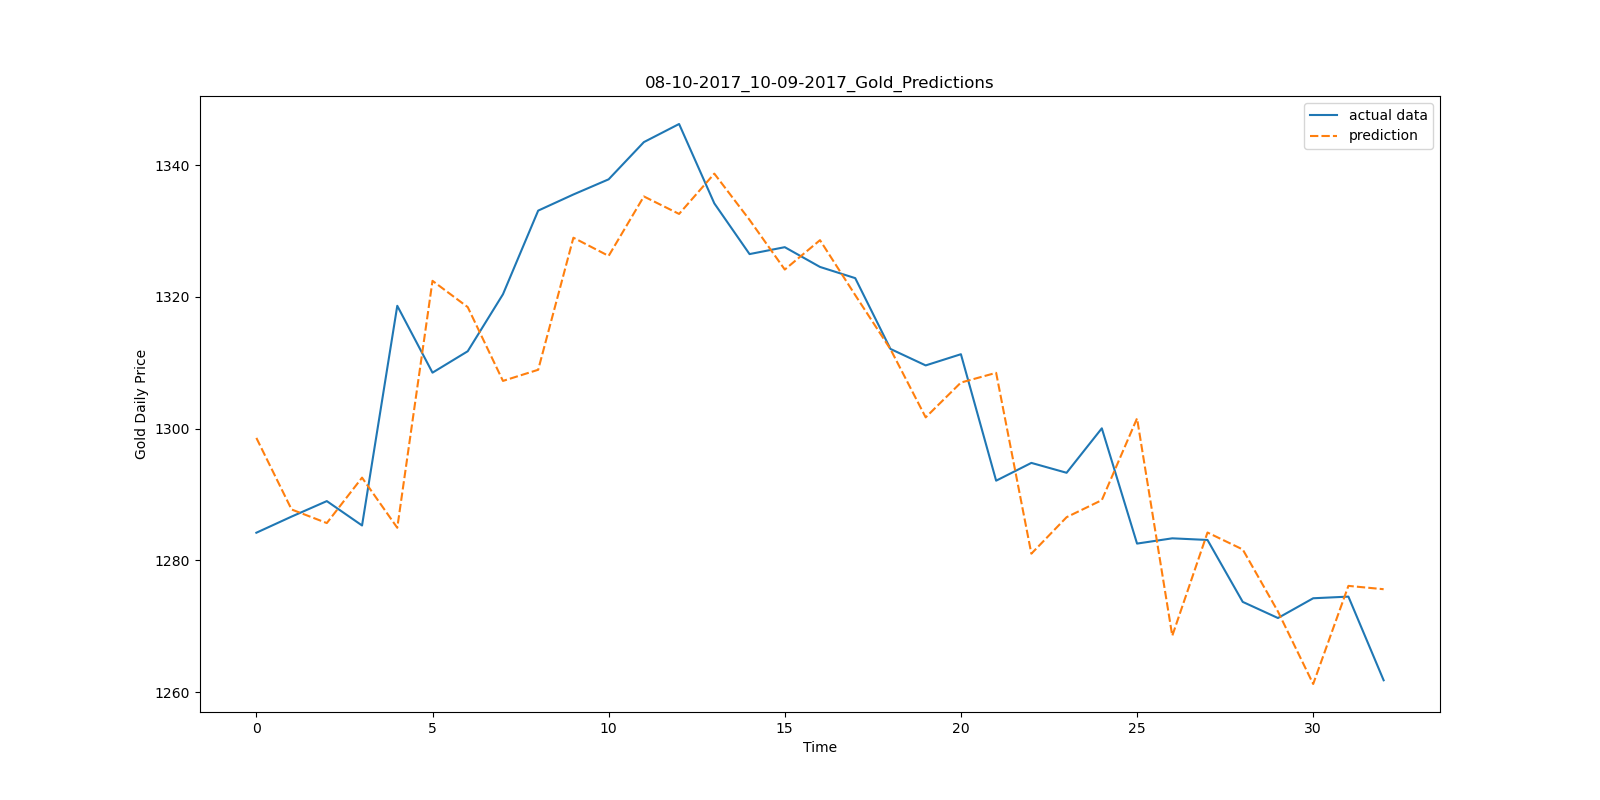 08-10-2017_10-09-2017_Gold_Predictions
actual data
prediction
Gold Daily Price
1340
1320
1300
1280
1260
0 5 10 15 20 25 30
Time